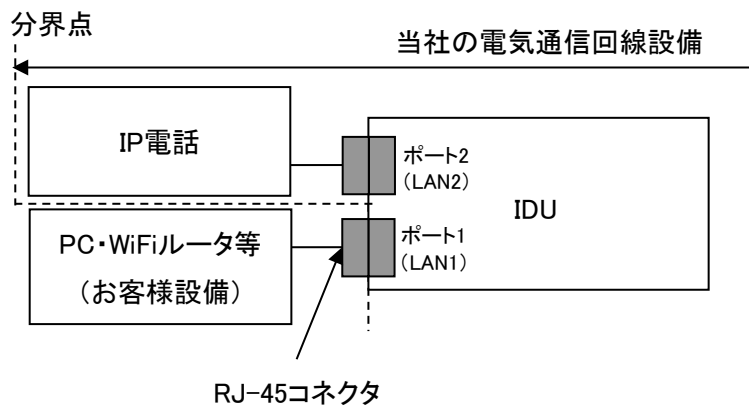 分界点
当社の電気通信回線設備
IP電話
ポート2
(LAN2)
IDU
PC・WiFiルータ等
(お客様設備)
ポート1
(LAN1)
RJ-45コネクタ